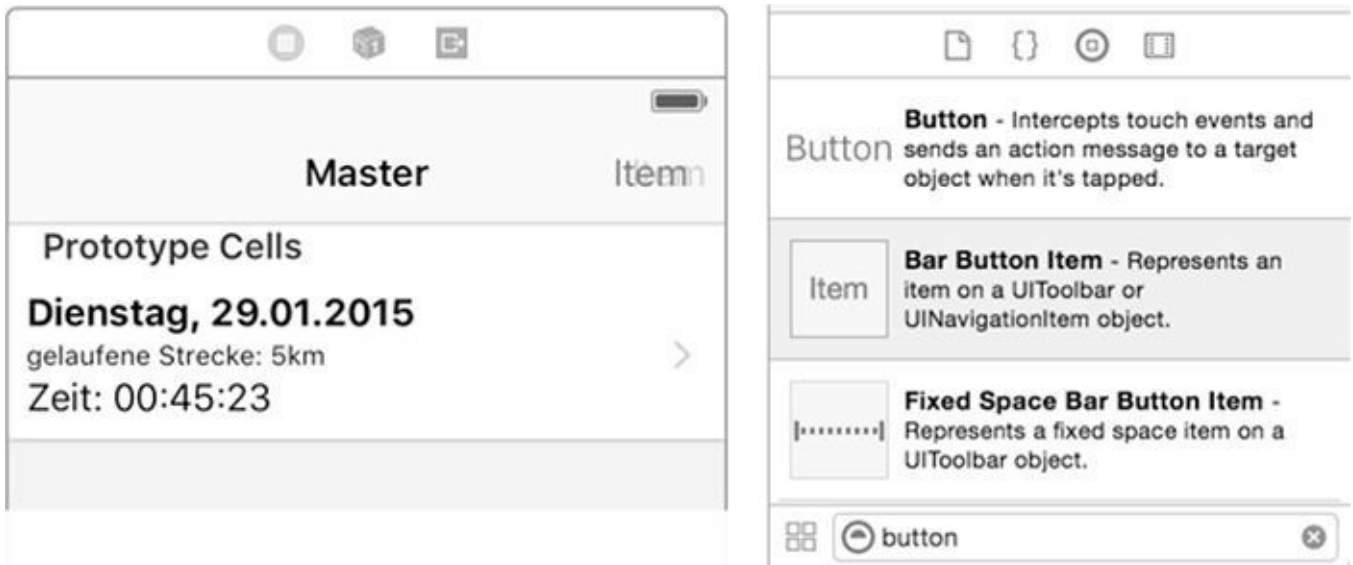 Master
Item
Prototype Cells
Dienstag, 29.01.2015
gelaufene Strecke: 5km
Zeit: 00:45:23
{}
Button
Button - Intercepts touch events and
sends an action message to a target
object when it's tapped.
Item
Bar Button Item - Represents an
item on a UIToolbar or
UINavigationItem object.
Fixed Space Bar Button Item -
Represents a fixed space item on a
UIToolbar object.
button